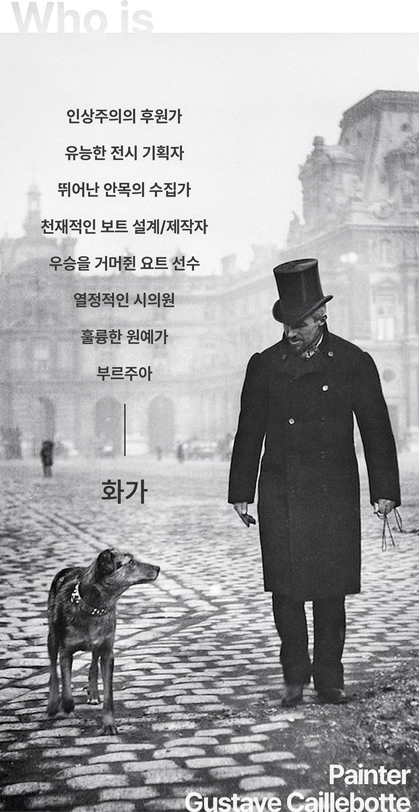 Who is
인상주의의 후원가
유능한 전시 기획자
뛰어난 안목의 수집가
천재적인 보트 설계/제작자
우승을 거머쥔 요트 선수
열정적인 시의원
훌륭한 원예가
부르주아
화가
Painter
Gustave Caillebotte